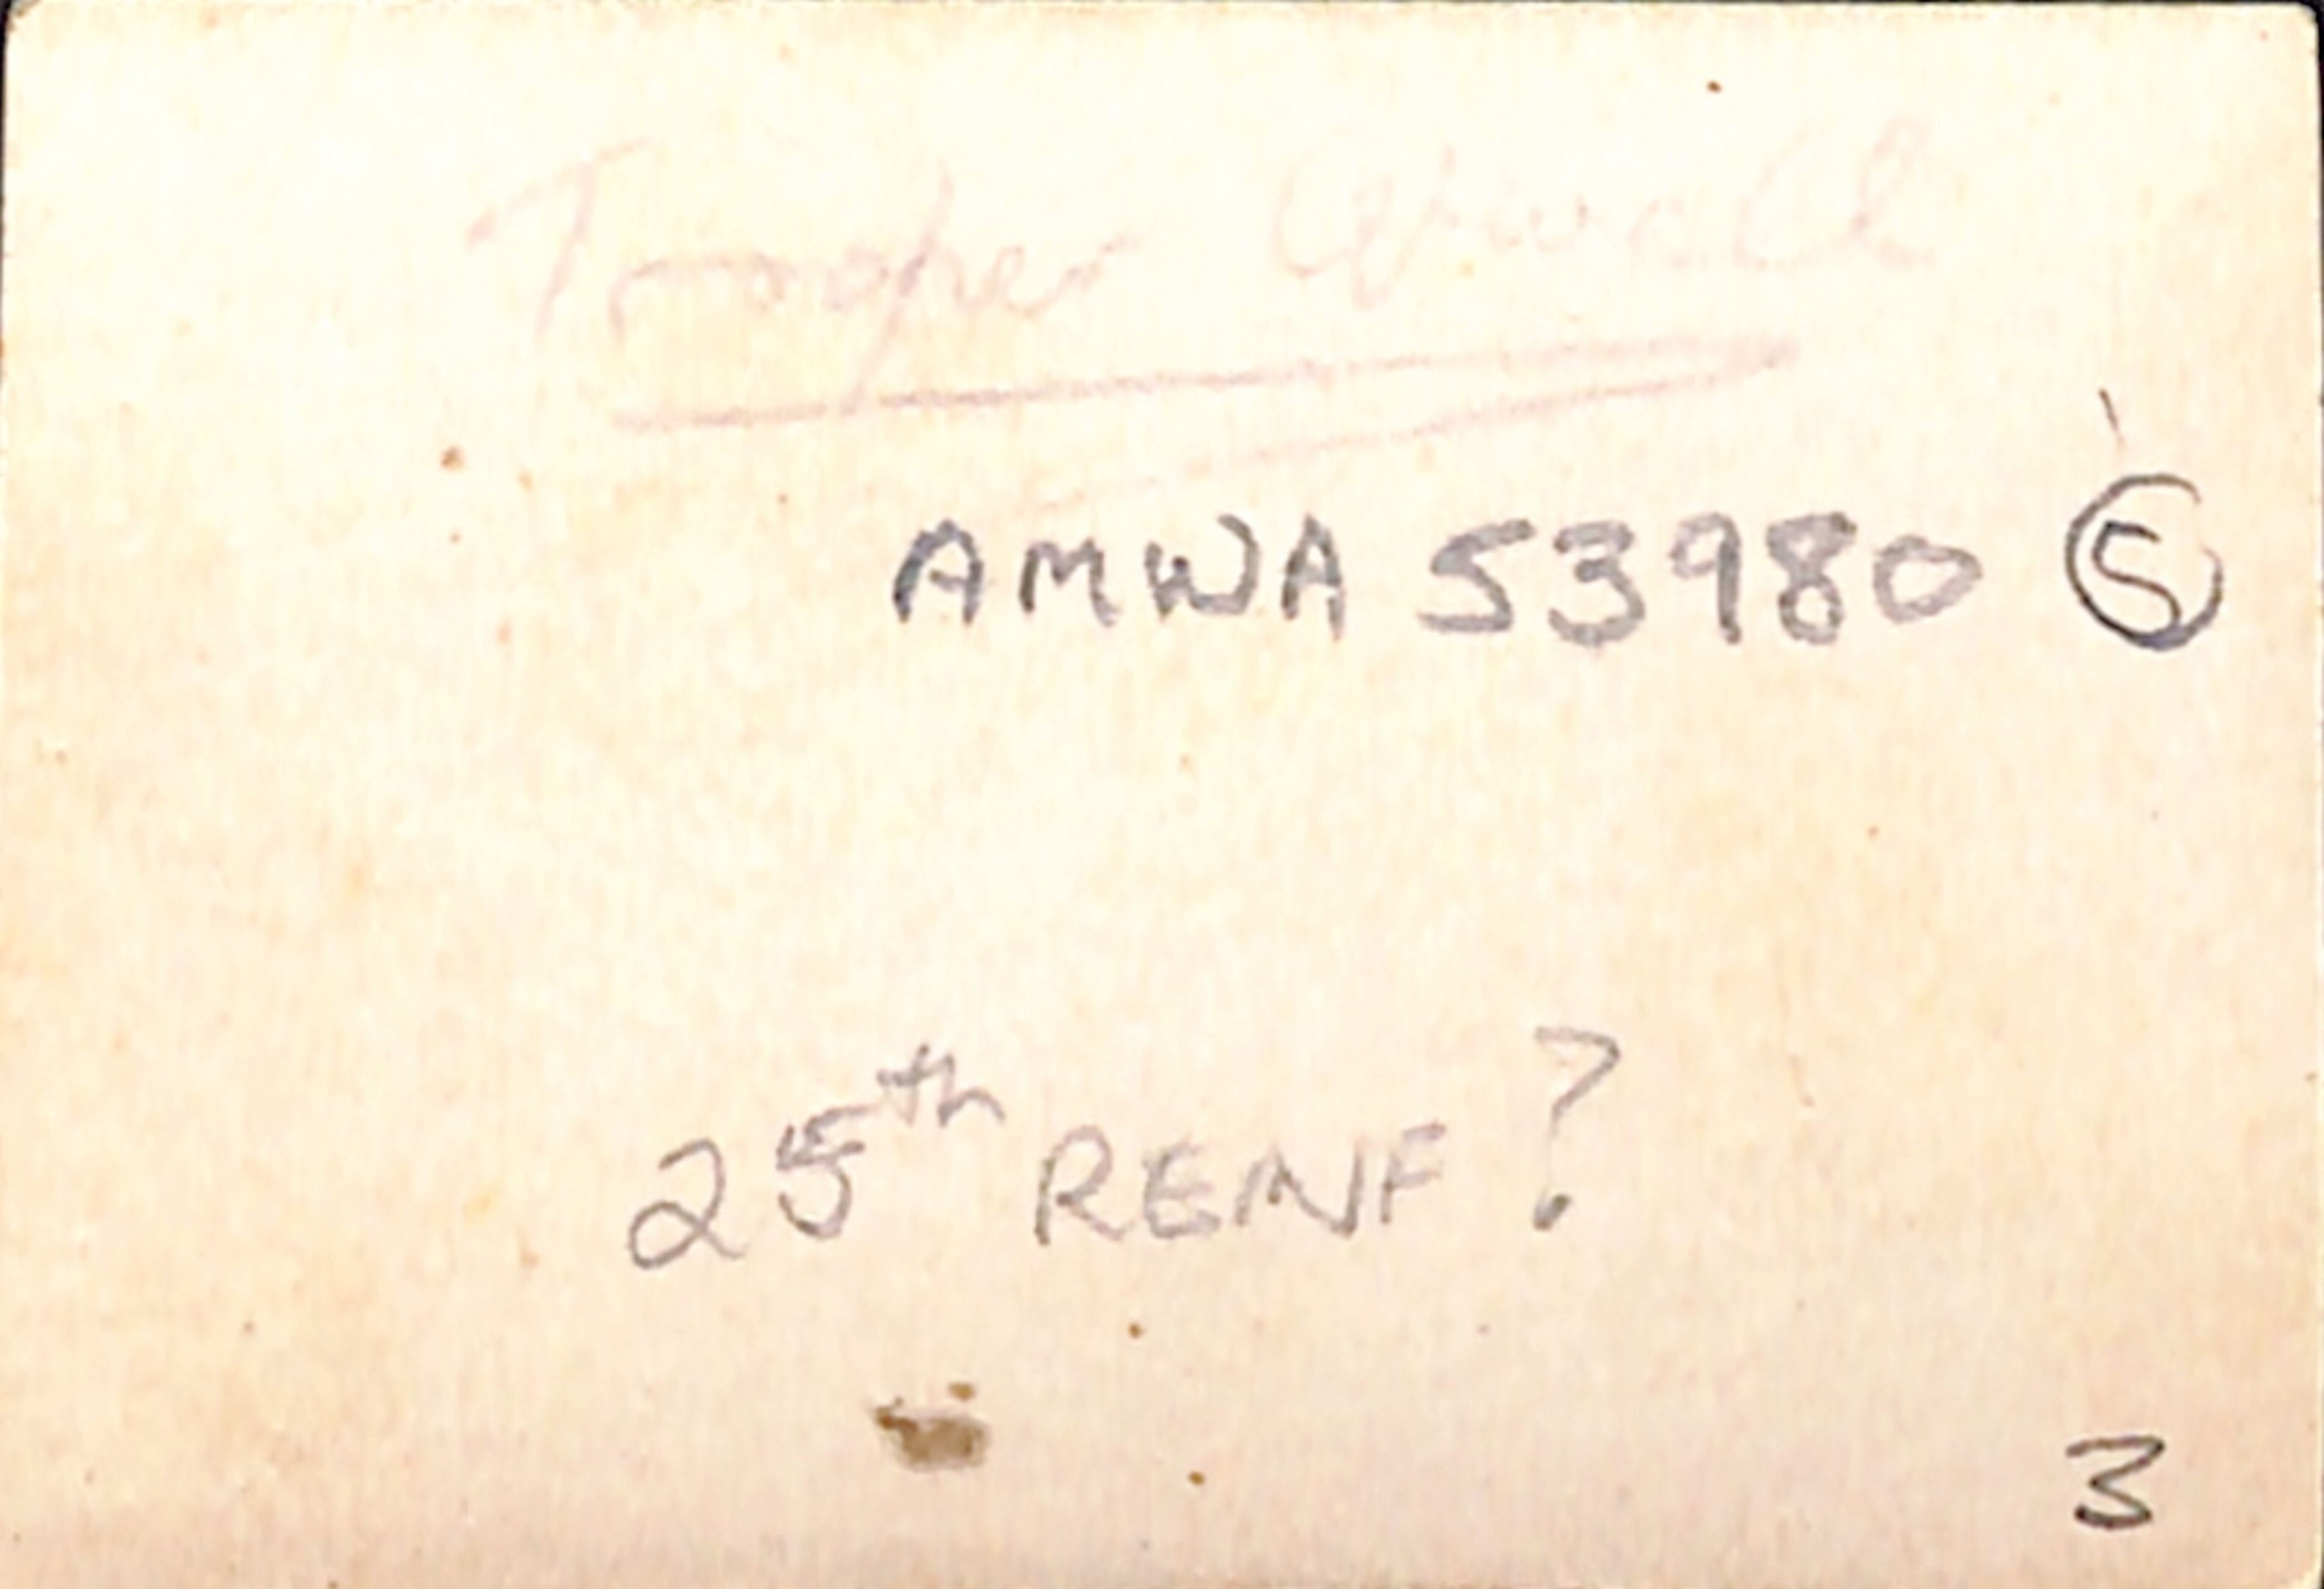 Trooper
AMWA 53980 5
25th REINF?
3